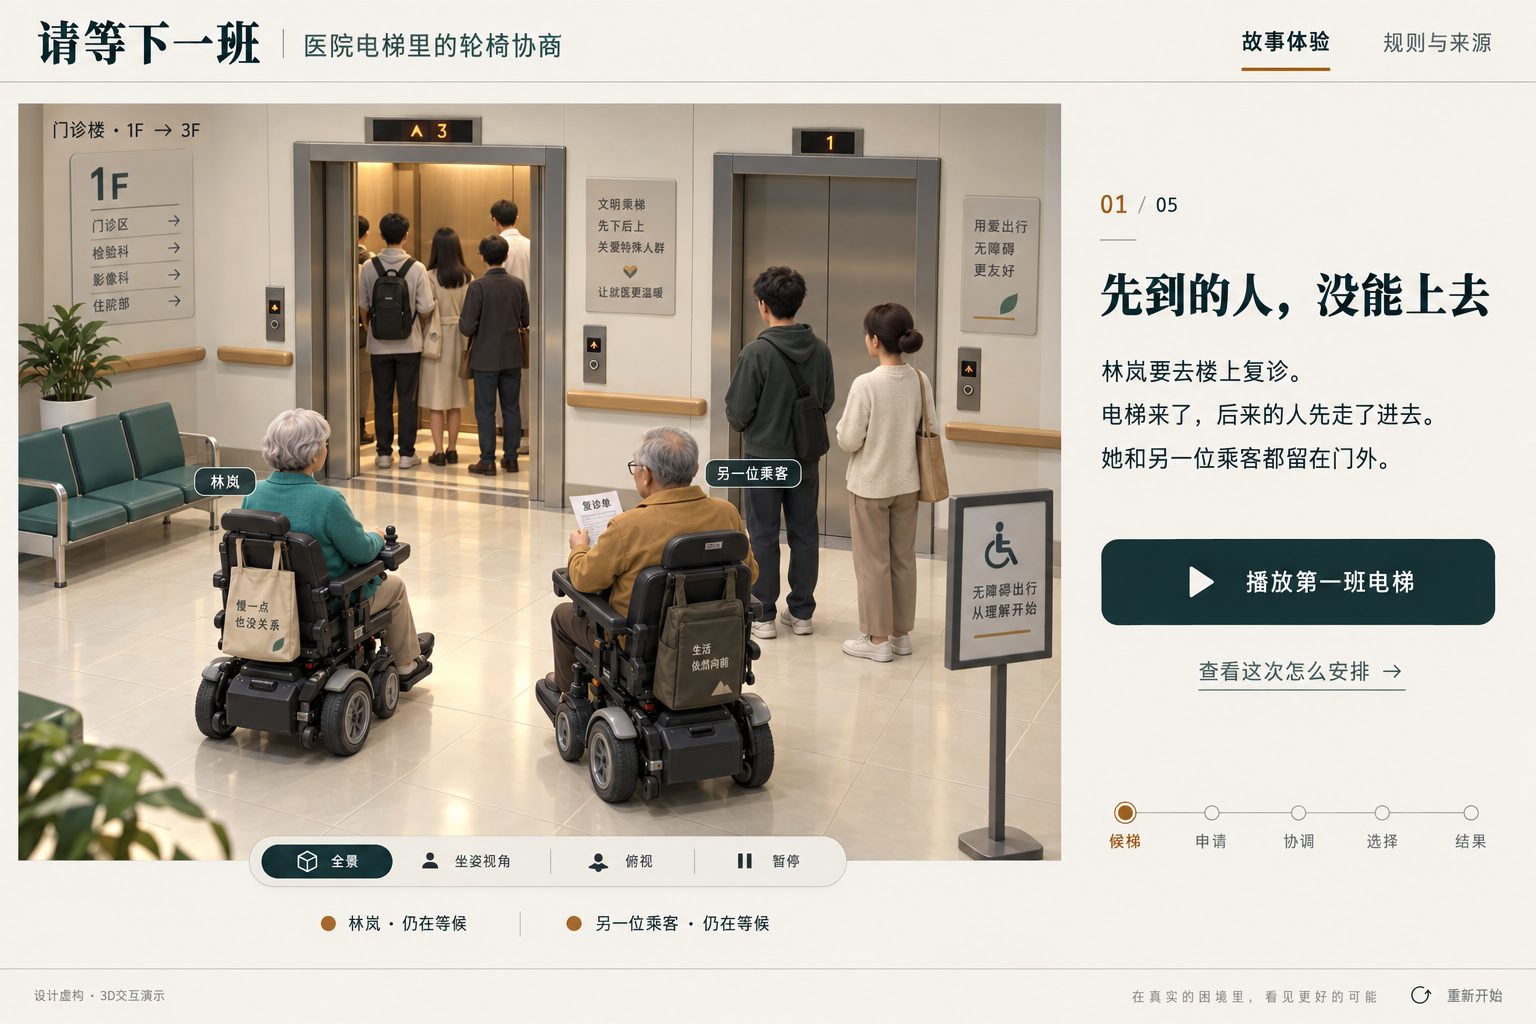 请等下一班
医院电梯里的轮椅协商
故事体验
规则与来源
门诊楼·1F → 3F
1F
门诊区 →
检验科 →
影像科 →
住院部 →
3
文明乘梯
先下后上
关爱特殊人群
让就医更温暖
1
用爱出行
无障碍
更友好
林岚
另一位乘客
复诊单
慢一点
也没关系
生活
依然向前
无障碍出行
从理解开始
01 / 05
先到的人，没能上去
林岚要去楼上复诊。
电梯来了，后来的人先走了进去。
她和另一位乘客都留在门外。
播放第一班电梯
查看这次怎么安排 →
候梯
申请
协调
选择
结果
全景
坐姿视角
俯视
暂停
林岚·仍在等候
另一位乘客·仍在等候
设计虚构·3D交互演示
在真实的困境里，看见更好的可能
重新开始